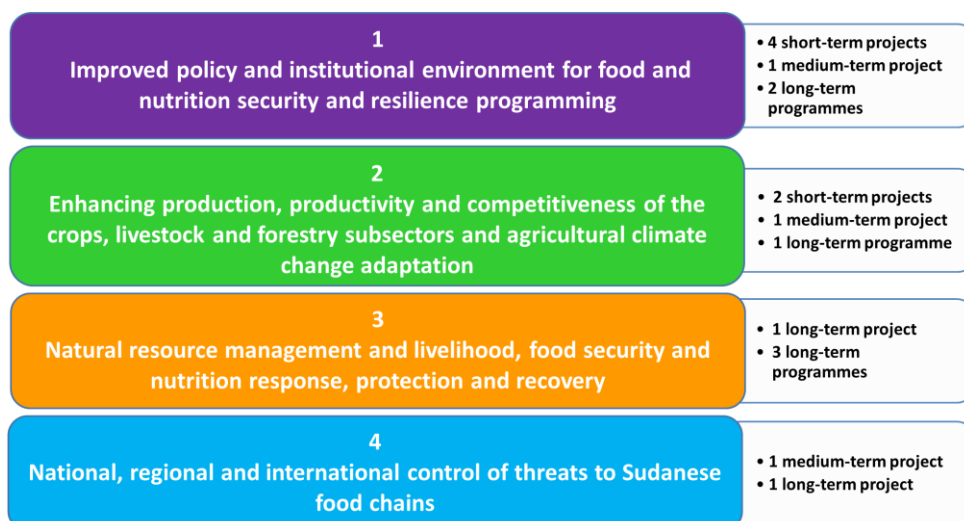 1
Improved policy and institutional environment for food and
nutrition security and resilience programming
• 4 short-term projects
• 1 medium-term project
• 2 long-term
programmes
2
Enhancing production, productivity and competitiveness of the
crops, livestock and forestry subsectors and agricultural climate
change adaptation
• 2 short-term projects
• 1 medium-term project
• 1 long-term programme
3
Natural resource management and livelihood, food security and
nutrition response, protection and recovery
• 1 long-term project
• 3 long-term
programmes
4
National, regional and international control of threats to Sudanese
food chains
• 1 medium-term project
• 1 long-term project